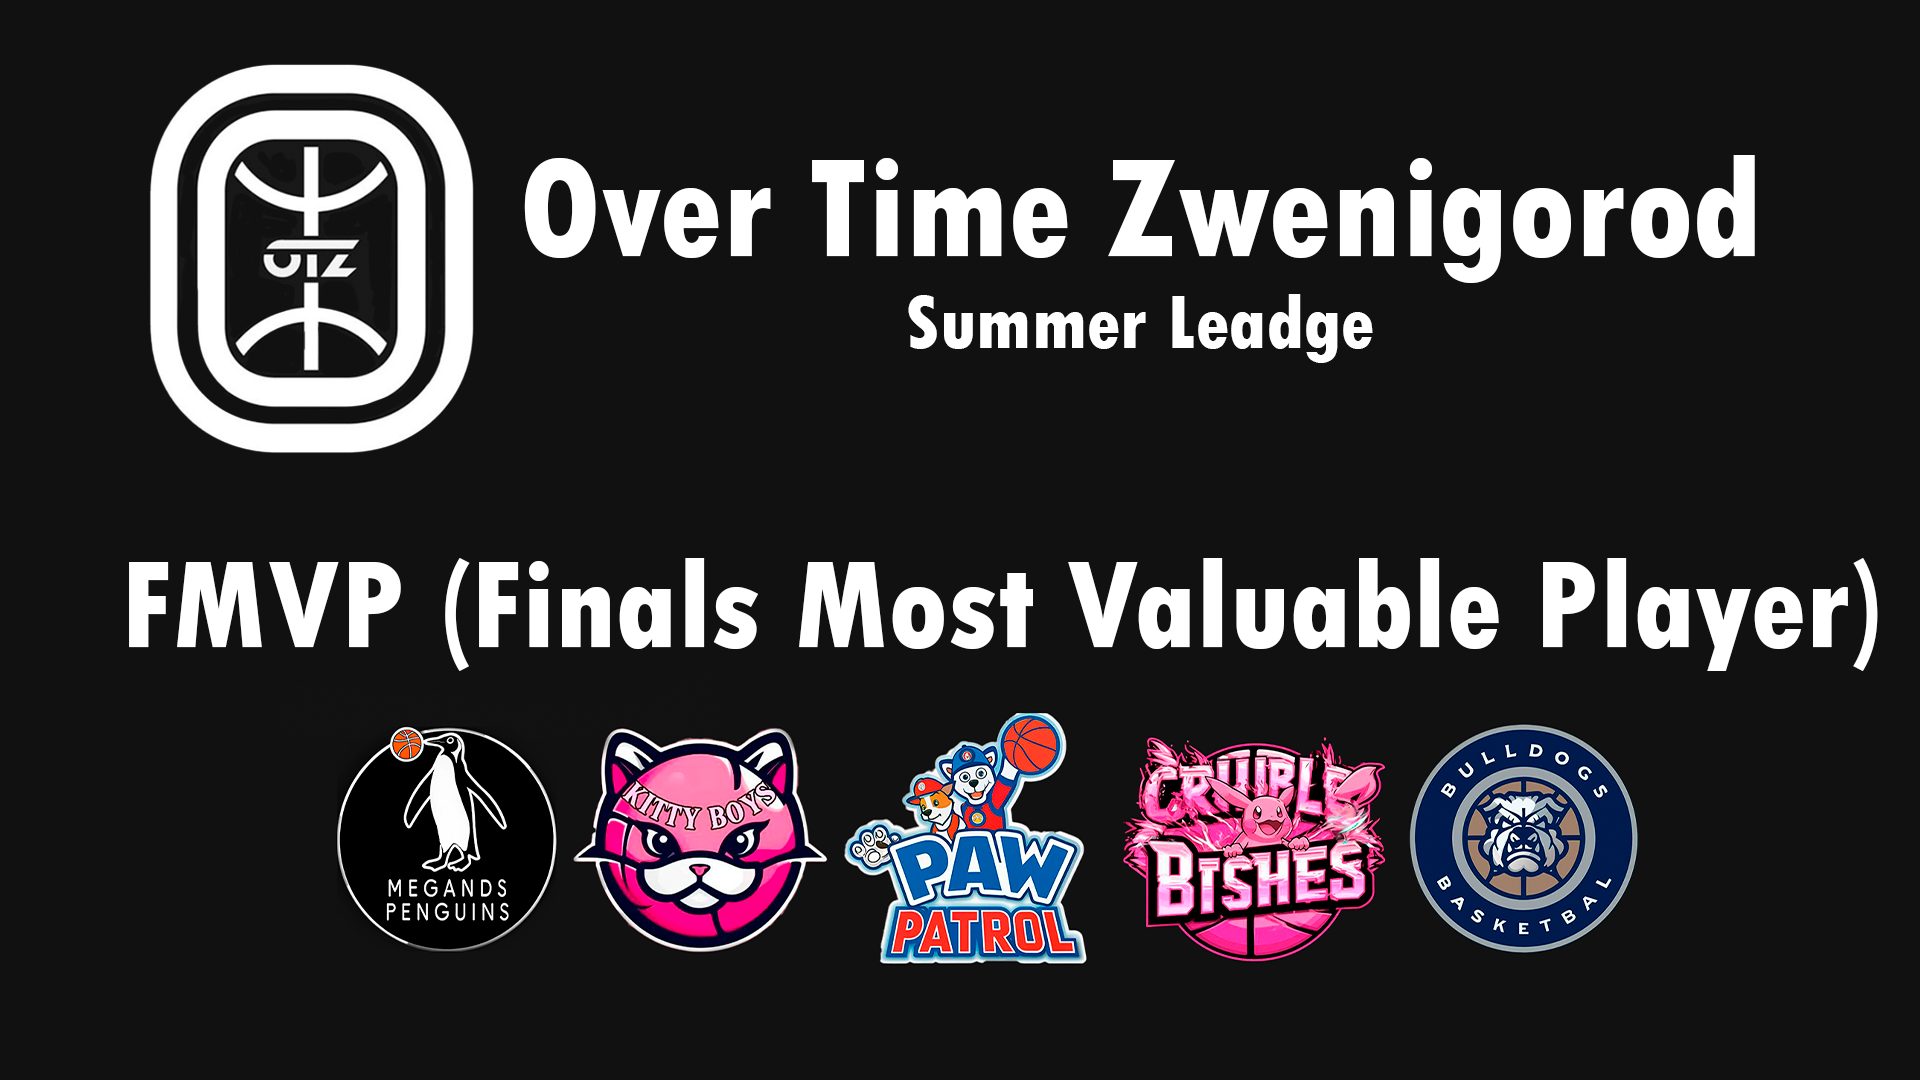 OTZ
Over Time Zwenigorod
Summer Leadge
FMVP (Finals Most Valuable Player)
MEGANDS
PENGUINS
KITTY BOYS
PAW
PATROL
BISHES
BULLDOGS
BASKETBAL